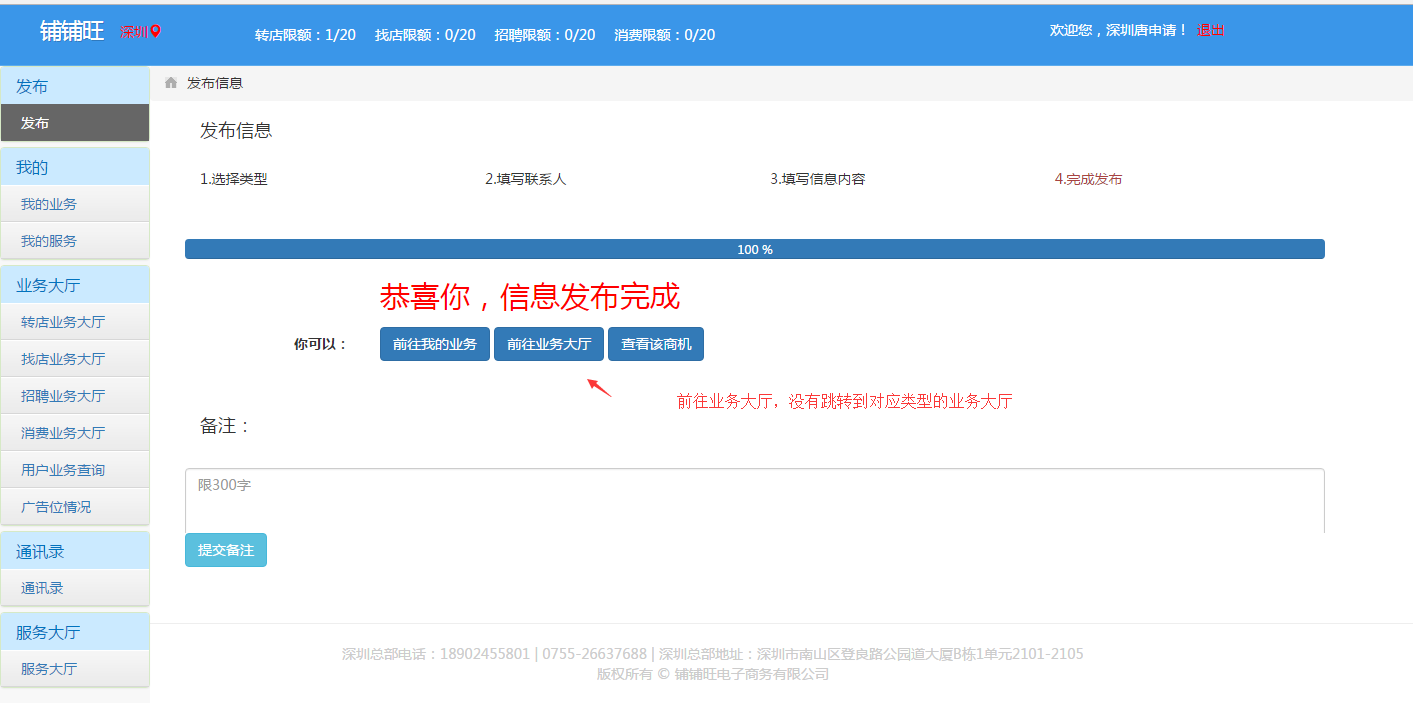 铺铺旺 深圳 转店限额：1/20 找店限额：0/20 招聘限额：0/20 消费限额：0/20 欢迎您，深圳唐申请！ 退出
发布
发布
我的
我的业务
我的服务
业务大厅
转店业务大厅
找店业务大厅
招聘业务大厅
消费业务大厅
用户业务查询
广告位情况
通讯录
通讯录
服务大厅
服务大厅
发布信息
发布信息
1.选择类型 2.填写联系人 3.填写信息内容 4.完成发布
100 %
恭喜你，信息发布完成
你可以： 前往我的业务 前往业务大厅 查看该商机
前往业务大厅，没有跳转到对应类型的业务大厅
备注：
限300字
提交备注
深圳总部电话：18902455801 | 0755-26637688 | 深圳总部地址：深圳市南山区登良路公园道大厦B栋1单元2101-2105
版权所有 © 铺铺旺电子商务有限公司